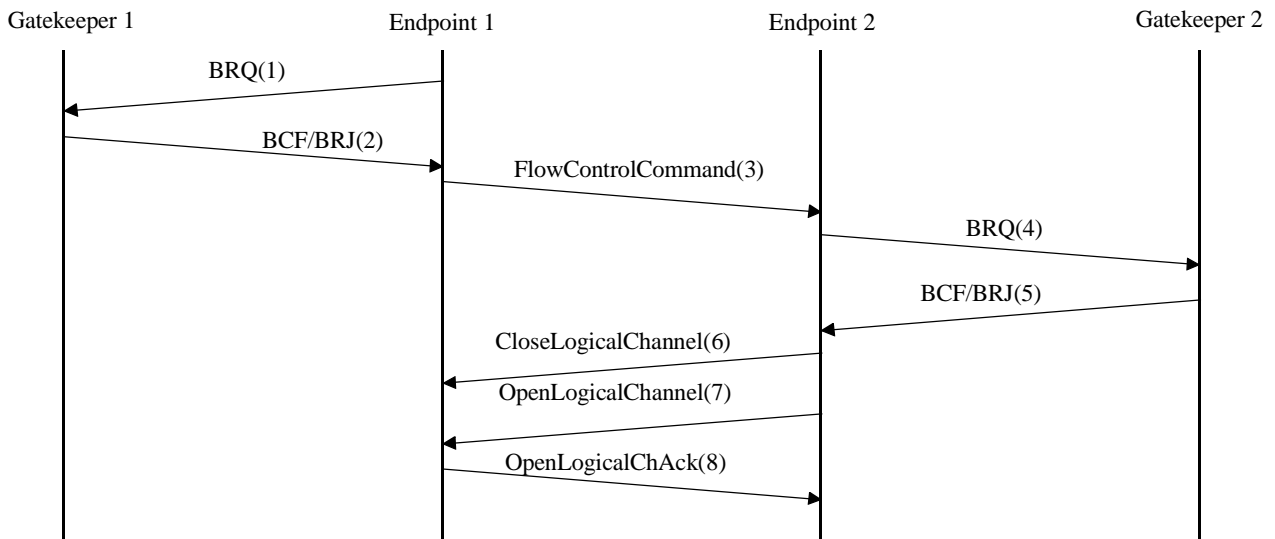 Gatekeeper 1
Endpoint 1
Endpoint 2
Gatekeeper 2
BRQ(1)
BCF/BRJ(2)
FlowControlCommand(3)
BRQ(4)
BCF/BRJ(5)
CloseLogicalChannel(6)
OpenLogicalChannel(7)
OpenLogicalChAck(8)